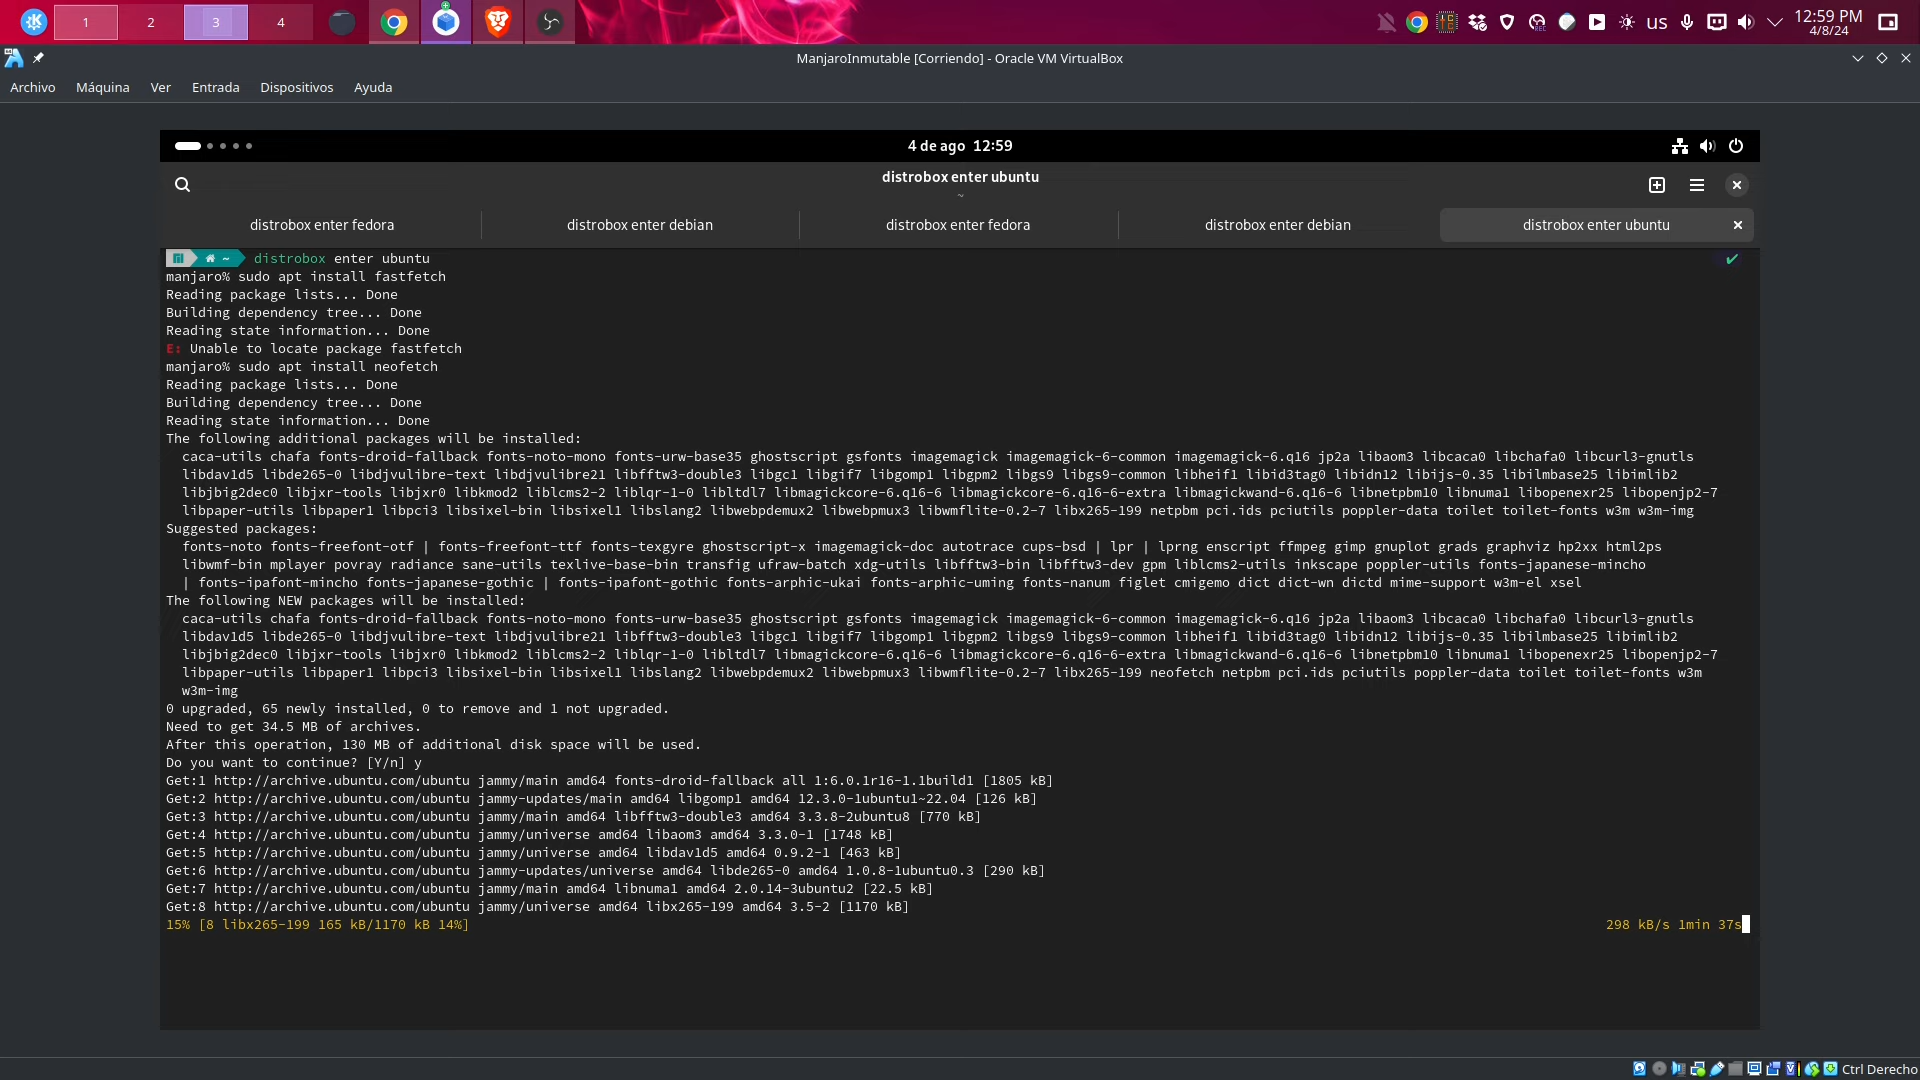 1 2 3 4 us 12:59 PM
4/8/24
ManjaroInmutable [Corriendo] - Oracle VM VirtualBox
Archivo Máquina Ver Entrada Dispositivos Ayuda
4 de ago 12:59
distrobox enter ubuntu
~
distrobox enter fedora distrobox enter debian distrobox enter fedora distrobox enter debian distrobox enter ubuntu
~ distrobox enter ubuntu
manjaro% sudo apt install fastfetch
Reading package lists... Done
Building dependency tree... Done
Reading state information... Done
E: Unable to locate package fastfetch
manjaro% sudo apt install neofetch
Reading package lists... Done
Building dependency tree... Done
Reading state information... Done
The following additional packages will be installed:
caca-utils chafa fonts-droid-fallback fonts-noto-mono fonts-urw-base35 ghostscript gsfonts imagemagick imagemagick-6-common imagemagick-6.q16 jp2a libaom3 libcaca0 libchafa0 libcurl3-gnutls
libdav1d5 libde265-0 libdjvulibre-text libdjvulibre21 libfftw3-double3 libgc1 libgif7 libgomp1 libgpm2 libgs9 libgs9-common libheif1 libid3tag0 libidn12 libijs-0.35 libilmbase25 libimlib2
libjbig2dec0 libjxr-tools libjxr0 libkmod2 liblcms2-2 liblqr-1-0 libltdl7 libmagickcore-6.q16-6 libmagickcore-6.q16-6-extra libmagickwand-6.q16-6 libnetpbm10 libnuma1 libopenexr25 libopenjp2-7
libpaper-utils libpaper1 libpci3 libsixel-bin libsixel1 libslang2 libwebpdemux2 libwebpmux3 libwmflite-0.2-7 libx265-199 netpbm pci.ids pciutils poppler-data toilet toilet-fonts w3m w3m-img
Suggested packages:
fonts-noto fonts-freefont-otf | fonts-freefont-ttf fonts-texgyre ghostscript-x imagemagick-doc autotrace cups-bsd | lpr | lprng enscript ffmpeg gimp gnuplot grads graphviz hp2xx html2ps
libwmf-bin mplayer povray radiance sane-utils texlive-base-bin transfig ufraw-batch xdg-utils libfftw3-bin libfftw3-dev gpm liblcms2-utils inkscape poppler-utils fonts-japanese-mincho
| fonts-ipafont-mincho fonts-japanese-gothic | fonts-ipafont-gothic fonts-arphic-ukai fonts-arphic-uming fonts-nanum figlet cmigemo dict dict-wn dictd mime-support w3m-el xsel
The following NEW packages will be installed:
caca-utils chafa fonts-droid-fallback fonts-noto-mono fonts-urw-base35 ghostscript gsfonts imagemagick imagemagick-6-common imagemagick-6.q16 jp2a libaom3 libcaca0 libchafa0 libcurl3-gnutls
libdav1d5 libde265-0 libdjvulibre-text libdjvulibre21 libfftw3-double3 libgc1 libgif7 libgomp1 libgpm2 libgs9 libgs9-common libheif1 libid3tag0 libidn12 libijs-0.35 libilmbase25 libimlib2
libjbig2dec0 libjxr-tools libjxr0 libkmod2 liblcms2-2 liblqr-1-0 libltdl7 libmagickcore-6.q16-6 libmagickcore-6.q16-6-extra libmagickwand-6.q16-6 libnetpbm10 libnuma1 libopenexr25 libopenjp2-7
libpaper-utils libpaper1 libpci3 libsixel-bin libsixel1 libslang2 libwebpdemux2 libwebpmux3 libwmflite-0.2-7 libx265-199 neofetch netpbm pci.ids pciutils poppler-data toilet toilet-fonts w3m
w3m-img
0 upgraded, 65 newly installed, 0 to remove and 1 not upgraded.
Need to get 34.5 MB of archives.
After this operation, 130 MB of additional disk space will be used.
Do you want to continue? [Y/n] y
Get:1 http://archive.ubuntu.com/ubuntu jammy/main amd64 fonts-droid-fallback all 1:6.0.1r16-1.1build1 [1805 kB]
Get:2 http://archive.ubuntu.com/ubuntu jammy-updates/main amd64 libgomp1 amd64 12.3.0-1ubuntu1~22.04 [126 kB]
Get:3 http://archive.ubuntu.com/ubuntu jammy/main amd64 libfftw3-double3 amd64 3.3.8-2ubuntu8 [770 kB]
Get:4 http://archive.ubuntu.com/ubuntu jammy/universe amd64 libaom3 amd64 3.3.0-1 [1748 kB]
Get:5 http://archive.ubuntu.com/ubuntu jammy/universe amd64 libdav1d5 amd64 0.9.2-1 [463 kB]
Get:6 http://archive.ubuntu.com/ubuntu jammy-updates/universe amd64 libde265-0 amd64 1.0.8-1ubuntu0.3 [290 kB]
Get:7 http://archive.ubuntu.com/ubuntu jammy/main amd64 libnuma1 amd64 2.0.14-3ubuntu2 [22.5 kB]
Get:8 http://archive.ubuntu.com/ubuntu jammy/universe amd64 libx265-199 amd64 3.5-2 [1170 kB]
15% [8 libx265-199 165 kB/1170 kB 14%] 298 kB/s 1min 37s
Ctrl Derecho